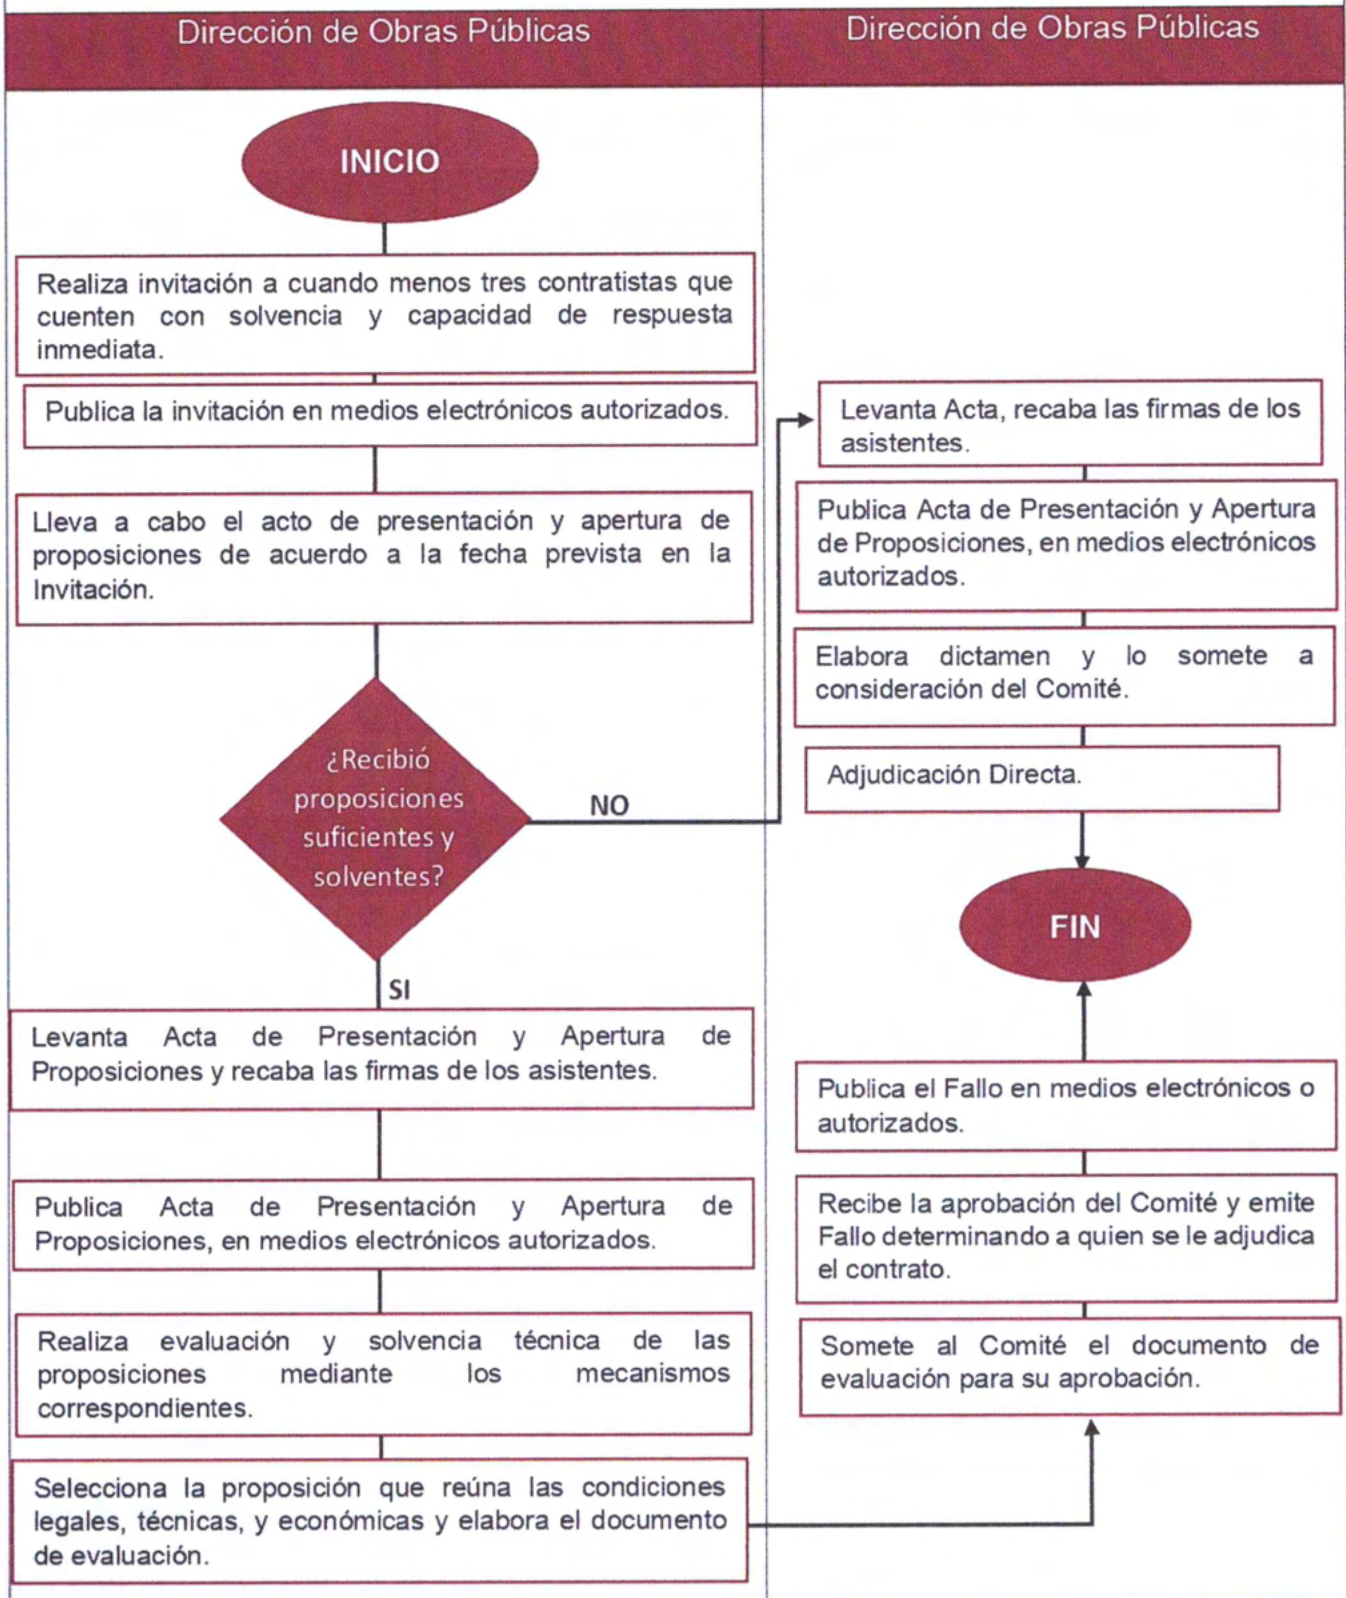 Dirección de Obras Públicas
Dirección de Obras Públicas
INICIO
Realiza invitación a cuando menos tres contratistas que
cuenten con solvencia y capacidad de respuesta
inmediata.
Publica la invitación en medios electrónicos autorizados.
Lleva a cabo el acto de presentación y apertura de
proposiciones de acuerdo a la fecha prevista en la
Invitación.
¿Recibió
proposiciones
suficientes y
solventes?
NO
SI
Levanta Acta de Presentación y Apertura de
Proposiciones y recaba las firmas de los asistentes.
Publica Acta de Presentación y Apertura de
Proposiciones, en medios electrónicos autorizados.
Realiza evaluación y solvencia técnica de las
proposiciones mediante los mecanismos
correspondientes.
Selecciona la proposición que reúna las condiciones
legales, técnicas, y económicas y elabora el documento
de evaluación.
Levanta Acta, recaba las firmas de los
asistentes.
Publica Acta de Presentación y Apertura
de Proposiciones, en medios electrónicos
autorizados.
Elabora dictamen y lo somete a
consideración del Comité.
Adjudicación Directa.
FIN
Publica el Fallo en medios electrónicos o
autorizados.
Recibe la aprobación del Comité y emite
Fallo determinando a quien se le adjudica
el contrato.
Somete al Comité el documento de
evaluación para su aprobación.